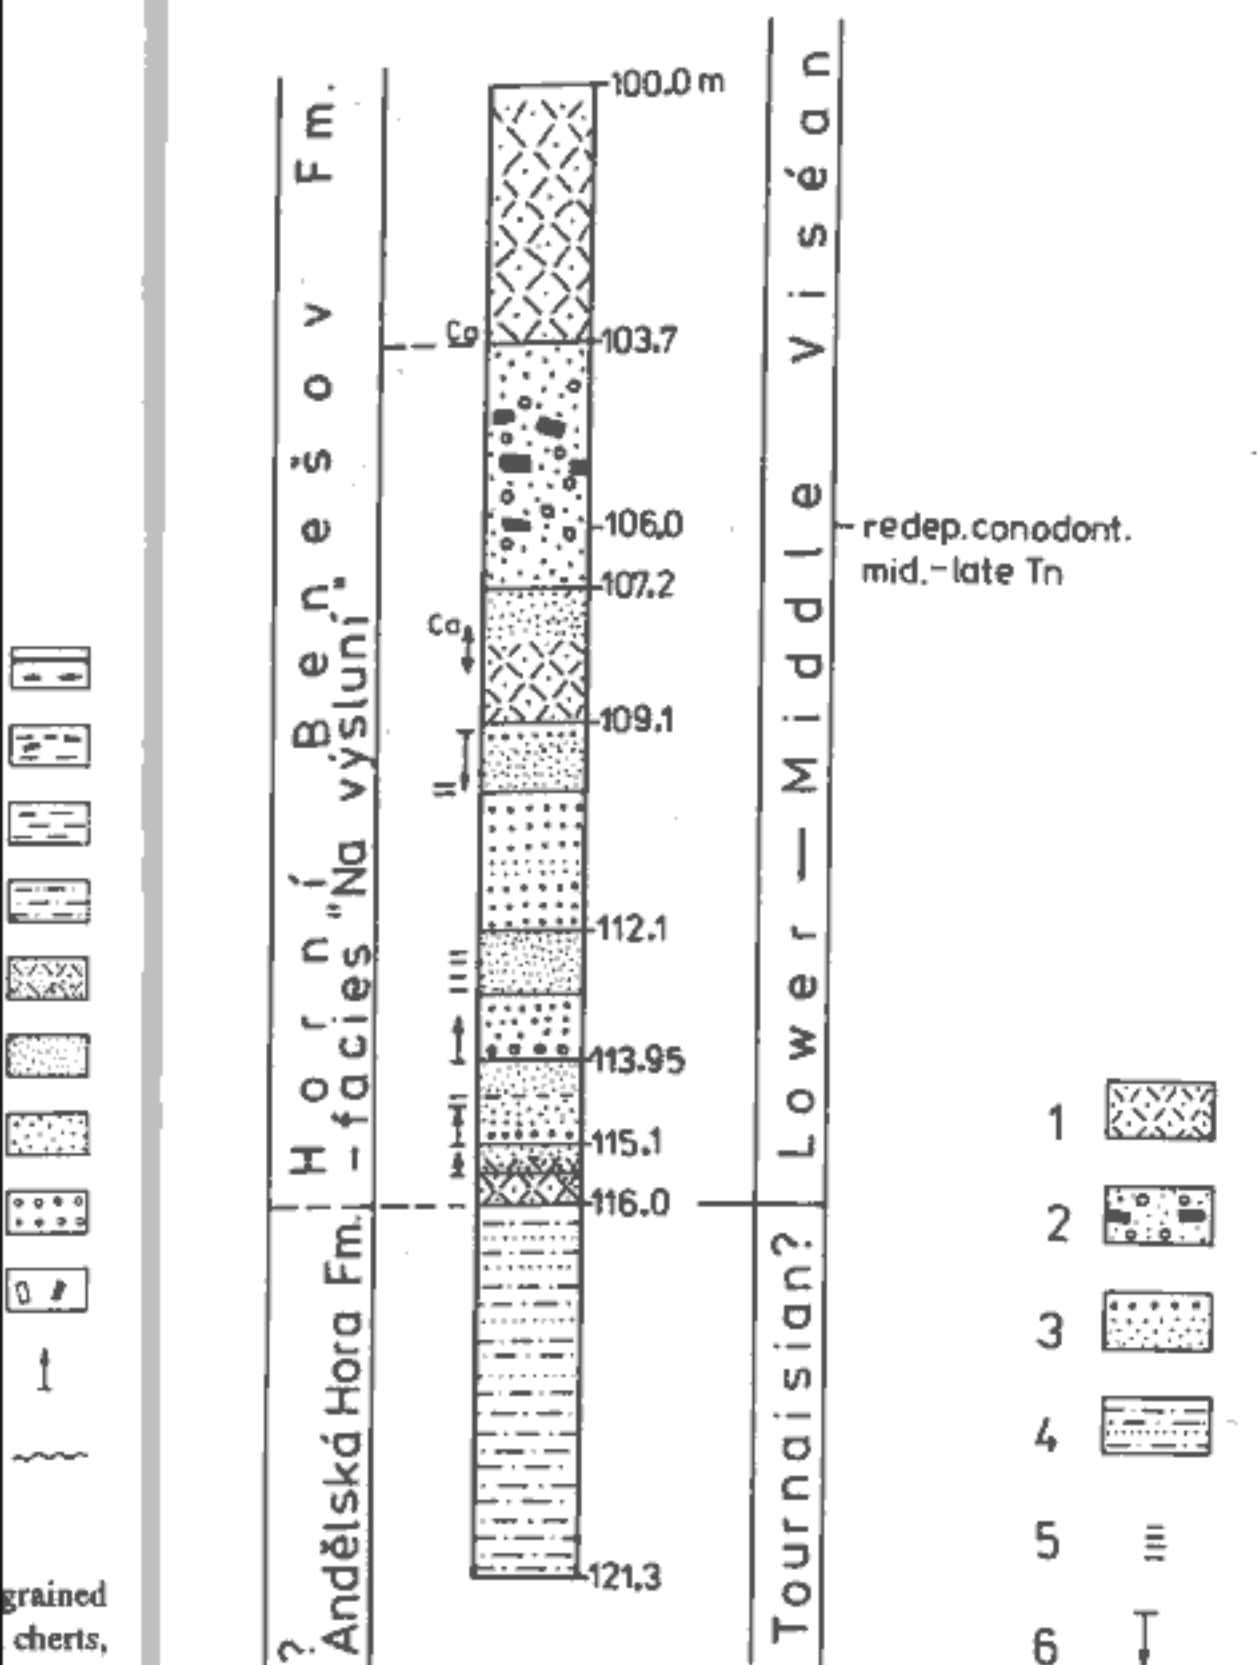 Horní Benešov Fm.
– facies "Na výsluní"
? Andělská Hora Fm.
100.0 m
Ca
103.7
106.0
107.2
Ca
109.1
112.1
113.95
115.1
116.0
121.3
Lower — Middle Viséan
Tournaisian?
redep. conodont.
mid.-late Tn
1
2
3
4
5
6
grained
cherts,